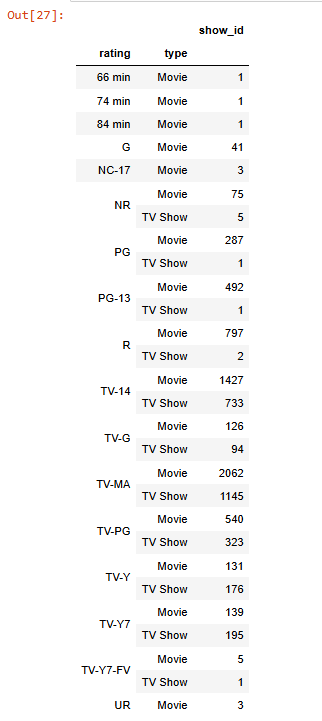 Out[27]:
show_id
rating type
66 min Movie 1
74 min Movie 1
84 min Movie 1
G Movie 41
NC-17 Movie 3
NR Movie 75
TV Show 5
PG Movie 287
TV Show 1
PG-13 Movie 492
TV Show 1
R Movie 797
TV Show 2
TV-14 Movie 1427
TV Show 733
TV-G Movie 126
TV Show 94
TV-MA Movie 2062
TV Show 1145
TV-PG Movie 540
TV Show 323
TV-Y Movie 131
TV Show 176
TV-Y7 Movie 139
TV Show 195
TV-Y7-FV Movie 5
TV Show 1
UR Movie 3